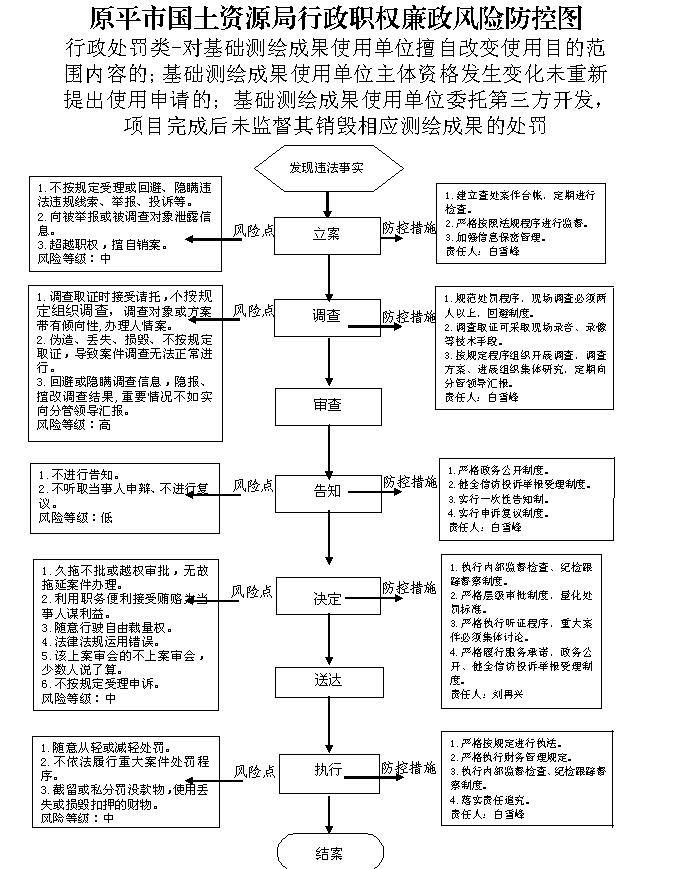 原平市国土资源局行政职权廉政风险防控图
行政处罚类-对基础测绘成果使用单位擅自改变使用目的范
围内容的；基础测绘成果使用单位主体资格发生变化未重新
提出使用申请的；基础测绘成果使用单位委托第三方开发，
项目完成后未监督其销毁相应测绘成果的处罚
发现违法事实
1.不按规定受理或回避、隐瞒违
法违规线索、举报、投诉等。
2.向被举报或被调查对象泄露信
息。
3.超越职权，擅自销案。
风险等级：中
风险点
立案
防控措施
1.建立查处案件台帐，定期进行
检查。
2.严格按照法规程序进行监督。
3.加强信息保密管理。
责任人：白雪峰
1.调查取证时接受请托，不按规
定组织调查，调查对象或方案
带有倾向性，办理人情案。
2.伪造、丢失、损毁、不按规定
取证，导致案件调查无法正常进
行。
3.回避或隐瞒调查信息，隐报、
擅改调查结果，重要情况不如实
向分管领导汇报。
风险等级：高
风险点
调查
防控措施
1.规范处罚程序，现场调查必须两
人以上，回避制度。
2.调查取证可采取现场录音、录像
等技术手段。
3.按规定程序组织开展调查，调查
方案、进展组织集体研究，定期向
分管领导汇报。
责任人：白雪峰
审查
1.不进行告知。
2.不听取当事人申辩、不进行复
议。
风险等级：低
风险点
告知
防控措施
1.严格政务公开制度。
2.健全信访投诉举报受理制度。
3.实行一次性告知制。
4.实行申诉复议制度。
责任人：白雪峰
1.久拖不批或越权审批，无故
拖延案件办理。
2.利用职务便利接受贿赂为当
事人谋利益。
3.随意行驶自由裁量权。
4.法律法规运用错误。
5.该上案审会的不上案审会，
少数人说了算。
6.不按规定受理申诉。
风险等级：中
风险点
决定
防控措施
1.执行内部监督检查、纪检跟
踪督察制度。
2.严格层级审批制度，量化处
罚标准。
3.严格执行听证程序，重大案
件必须集体讨论。
4.严格履行服务承诺，政务公
开、健全信访投诉举报受理制
度。
责任人：刘再兴
送达
1.随意从轻或减轻处罚。
2.不依法履行重大案件处罚程
序。
3.截留或私分罚没款物，使用丢
失或损毁扣押的财物。
风险等级：中
风险点
执行
防控措施
1.严格按规定进行执法。
2.严格执行财务管理规定。
3.执行内部监督检查、纪检跟踪督
察制度。
4.落实责任追究。
责任人：白雪峰
结案